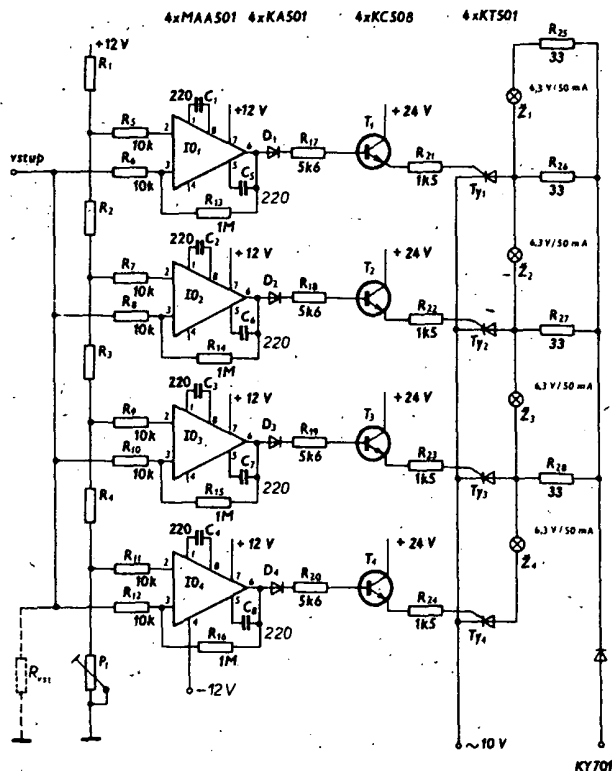 4xMAA501 4xKA501 4xKC508 4xKT501
+12 V
R1
R5
10k
R6
10k
vstup
220
C1
1
8
2
3
4
IO1
7
6
5
+12 V
C5
220
R13
1M
D1
R17
5k6
T1
+24 V
R21
1k5
Ty1
R25
33
6,3 V/50 mA
Ž1
R26
33
R2
R7
10k
R8
10k
220
C2
1
8
2
3
4
IO2
7
6
5
+12 V
C6
220
R14
1M
D2
R18
5k6
T2
+24 V
R22
1k5
Ty2
6,3 V/50 mA
Ž2
R27
33
R3
R9
10k
R10
10k
220
C3
1
8
2
3
4
IO3
7
6
5
+12 V
C7
220
R15
1M
D3
R19
5k6
T3
+24 V
R23
1k5
Ty3
6,3 V/50 mA
Ž3
R28
33
R4
R11
10k
R12
10k
220
C4
1
8
2
3
4
IO4
7
6
5
+12 V
C8
220
R16
1M
D4
R20
5k6
T4
+24 V
R24
1k5
Ty4
6,3 V/50 mA
Ž4
Rvst
P1
-12 V
~10 V
KY701